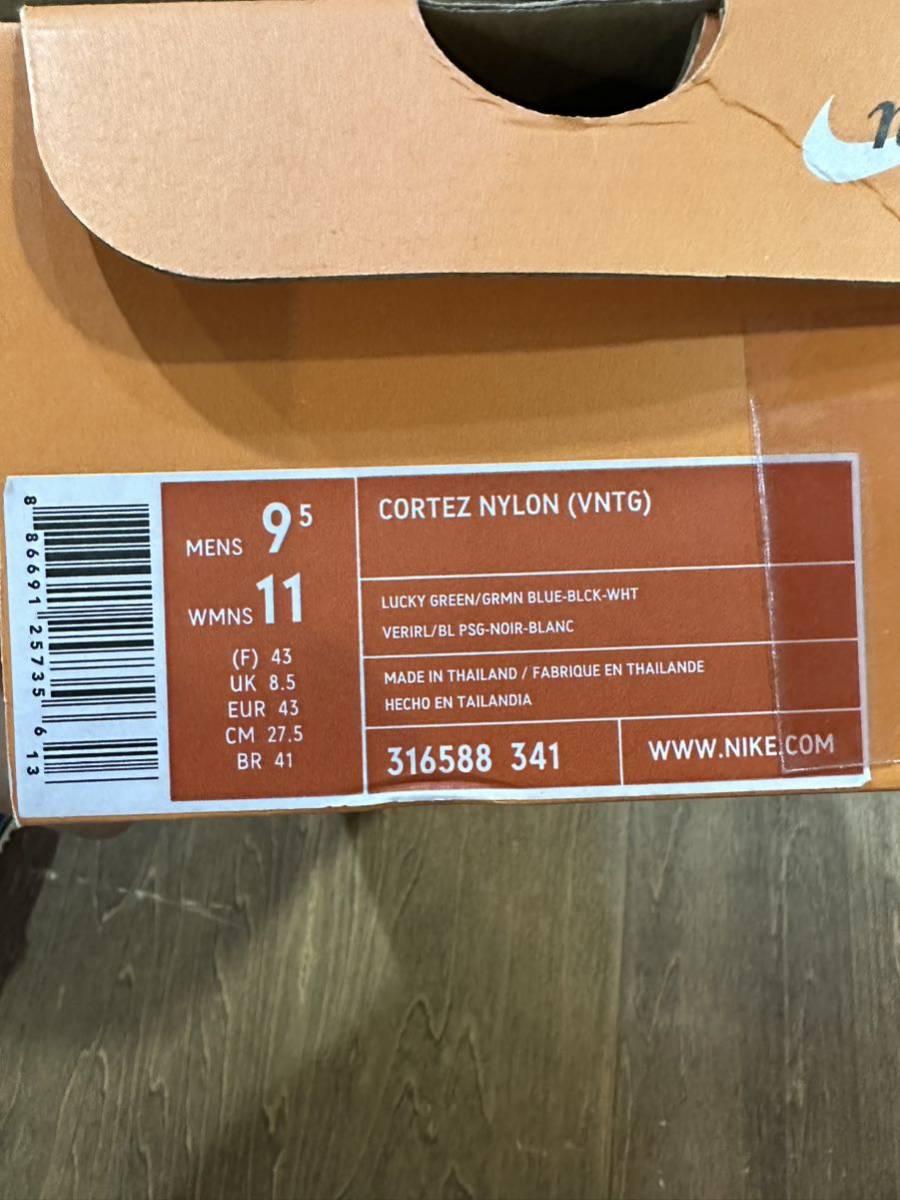 8 86691 25735 6 13
MENS 9 5
WMNS 11
(F) 43
UK 8.5
EUR 43
CM 27.5
BR 41
CORTEZ NYLON (VNTG)
LUCKY GREEN/GRMN BLUE-BLCK-WHT
VERIRL/BL PSG-NOIR-BLANC
MADE IN THAILAND / FABRIQUE EN THAILANDE
HECHO EN TAILANDIA
316588 341
WWW.NIKE.COM